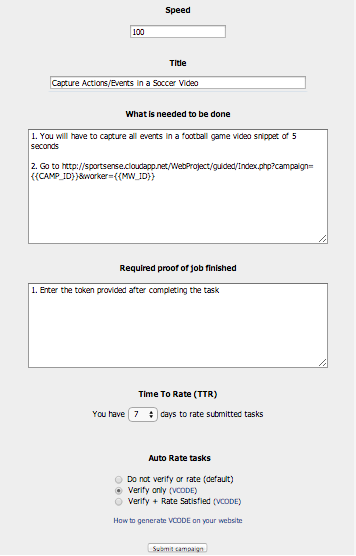 Speed
100
Title
Capture Actions/Events in a Soccer Video
What is needed to be done
1. You will have to capture all events in a football game video snippet of 5
seconds
2. Go to http://sportsense.cloudapp.net/WebProject/guided/Index.php?campaign=
{{CAMP_ID}}&worker={{MW_ID}}
Required proof of job finished
1. Enter the token provided after completing the task
Time To Rate (TTR)
You have 7 days to rate submitted tasks
Auto Rate tasks
Do not verify or rate (default)
Verify only (VCODE)
Verify + Rate Satisfied (VCODE)
How to generate VCODE on your website
Submit campaign